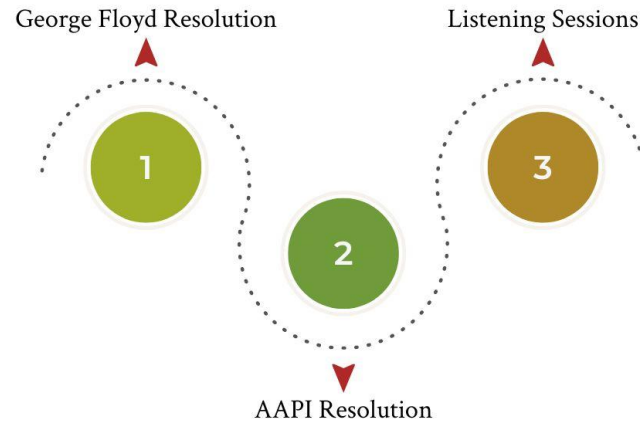 George Floyd Resolution
Listening Sessions
1
3
2
AAPI Resolution